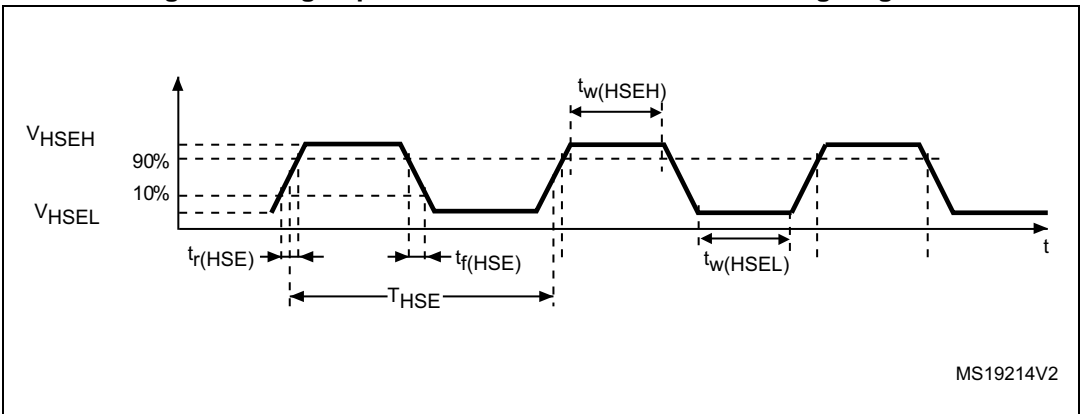 tw(HSEH)
VHSEH
90%
10%
VHSEL
tr(HSE)
tf(HSE)
tw(HSEL)
t
THSE
MS19214V2